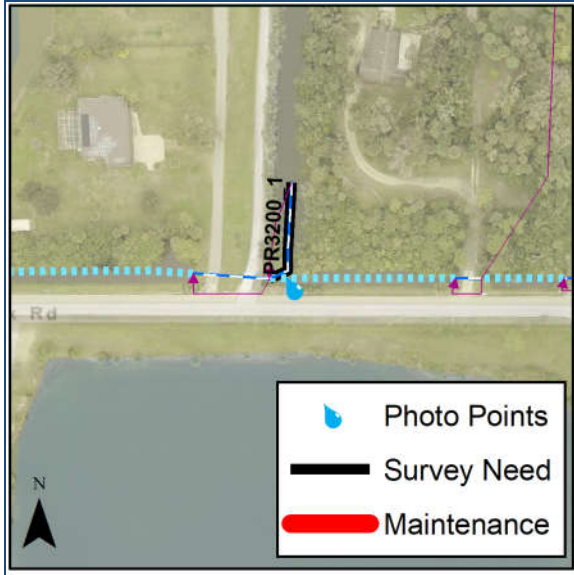 PR3200_1
Rd
Photo Points
Survey Need
Maintenance
N